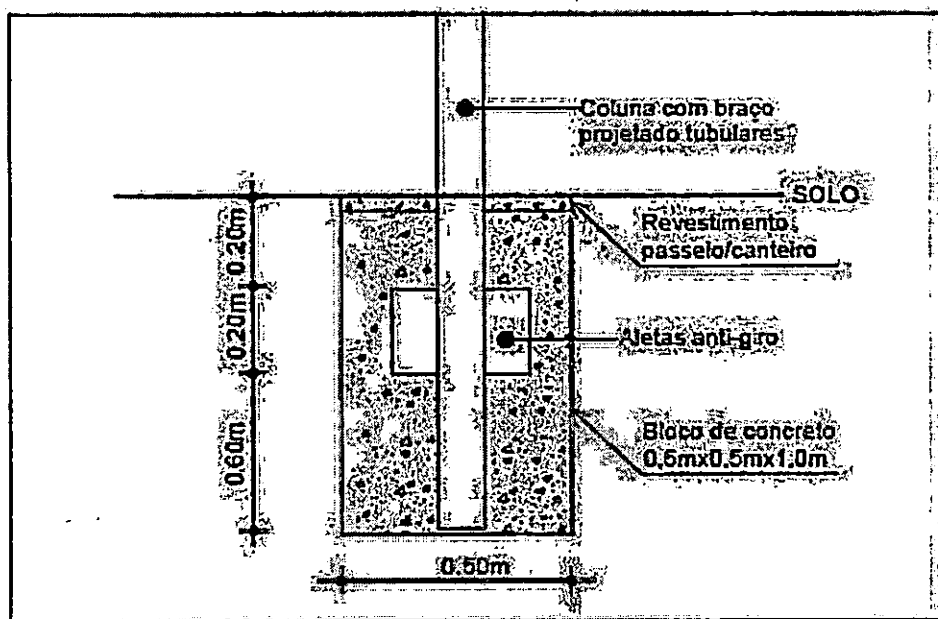 Coluna com braço
projetado tubulares
SOLO
Revestimento
passeio/canteiro
0.20m
0.20m
Aletas anti-giro
0.60m
Bloco de concreto
0,5mx0,5mx1,0m
0.50m